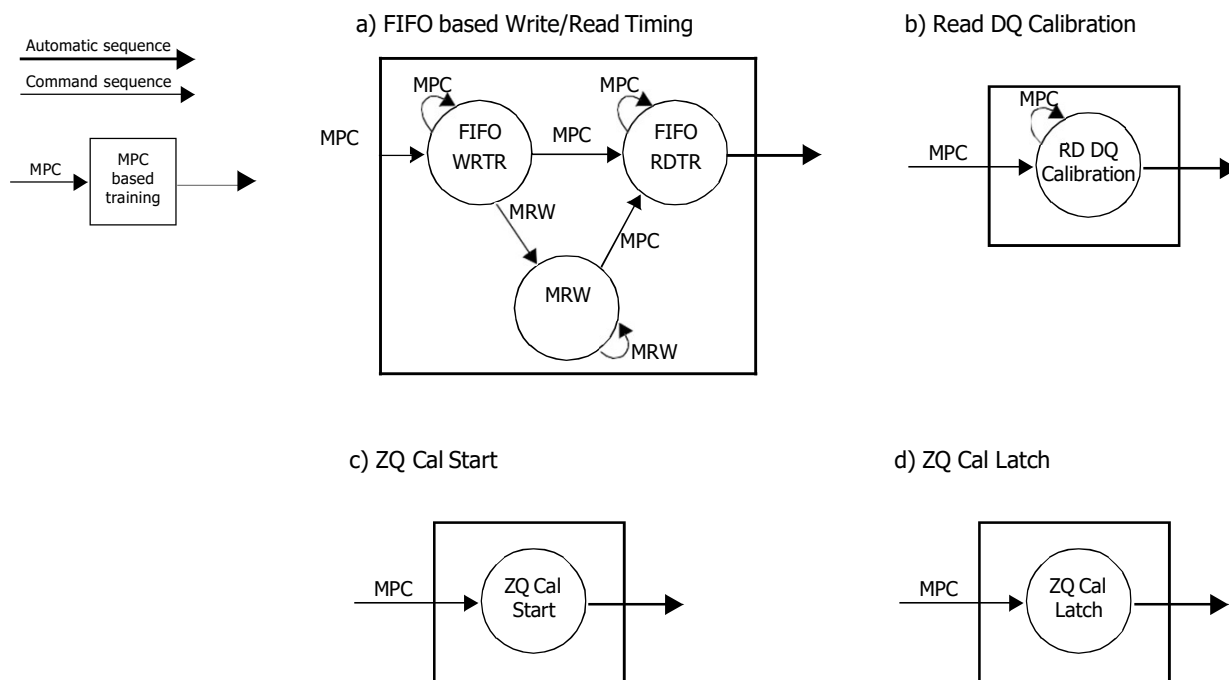 a) FIFO based Write/Read Timing
b) Read DQ Calibration
Automatic sequence
Command sequence
MPC
MPC
based
training
MPC
MPC
FIFO
WRTR
MPC
MPC
FIFO
RDTR
MRW
MPC
MRW
MRW
MPC
MPC
RD DQ
Calibration
c) ZQ Cal Start
d) ZQ Cal Latch
MPC
ZQ Cal
Start
MPC
ZQ Cal
Latch